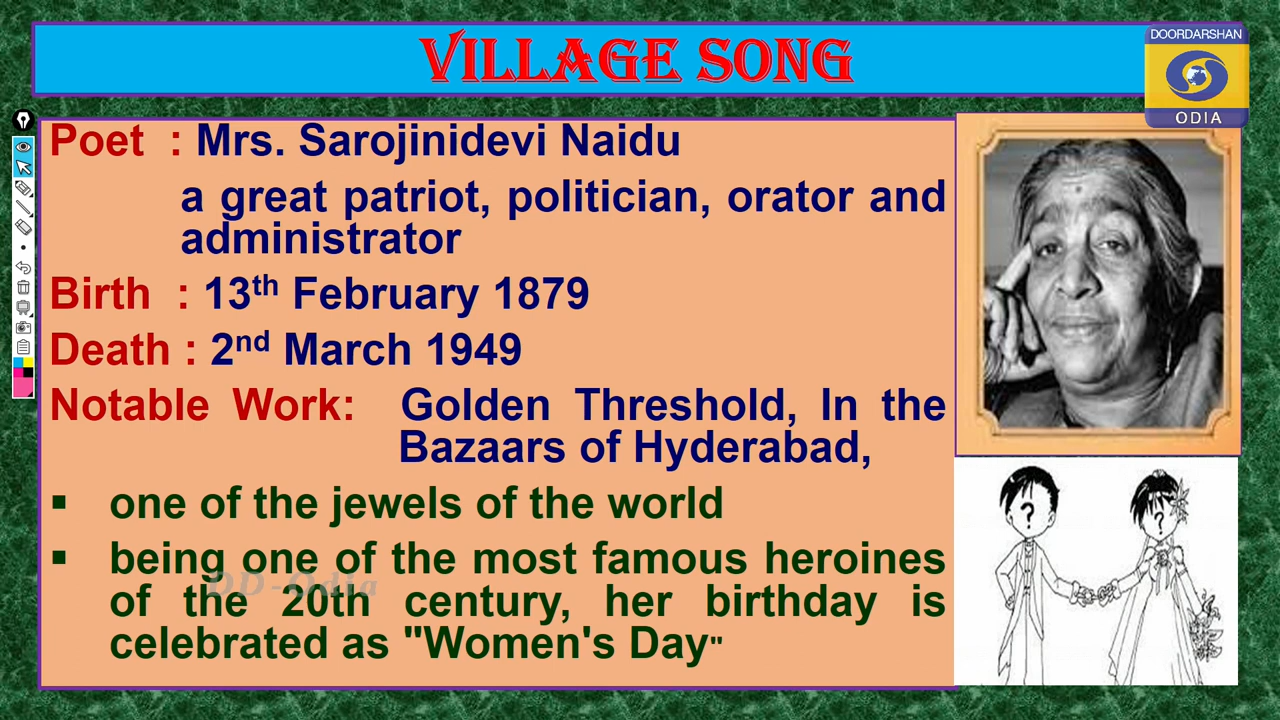 VILLAGE SONG
DOORDARSHAN
ODIA
Poet : Mrs. Sarojinidevi Naidu
a great patriot, politician, orator and
administrator
Birth : 13th February 1879
Death : 2nd March 1949
Notable Work: Golden Threshold, In the
Bazaars of Hyderabad,
▪ one of the jewels of the world
▪ being one of the most famous heroines
of the 20th century, her birthday is
celebrated as "Women's Day"
DD-Odia
? ?